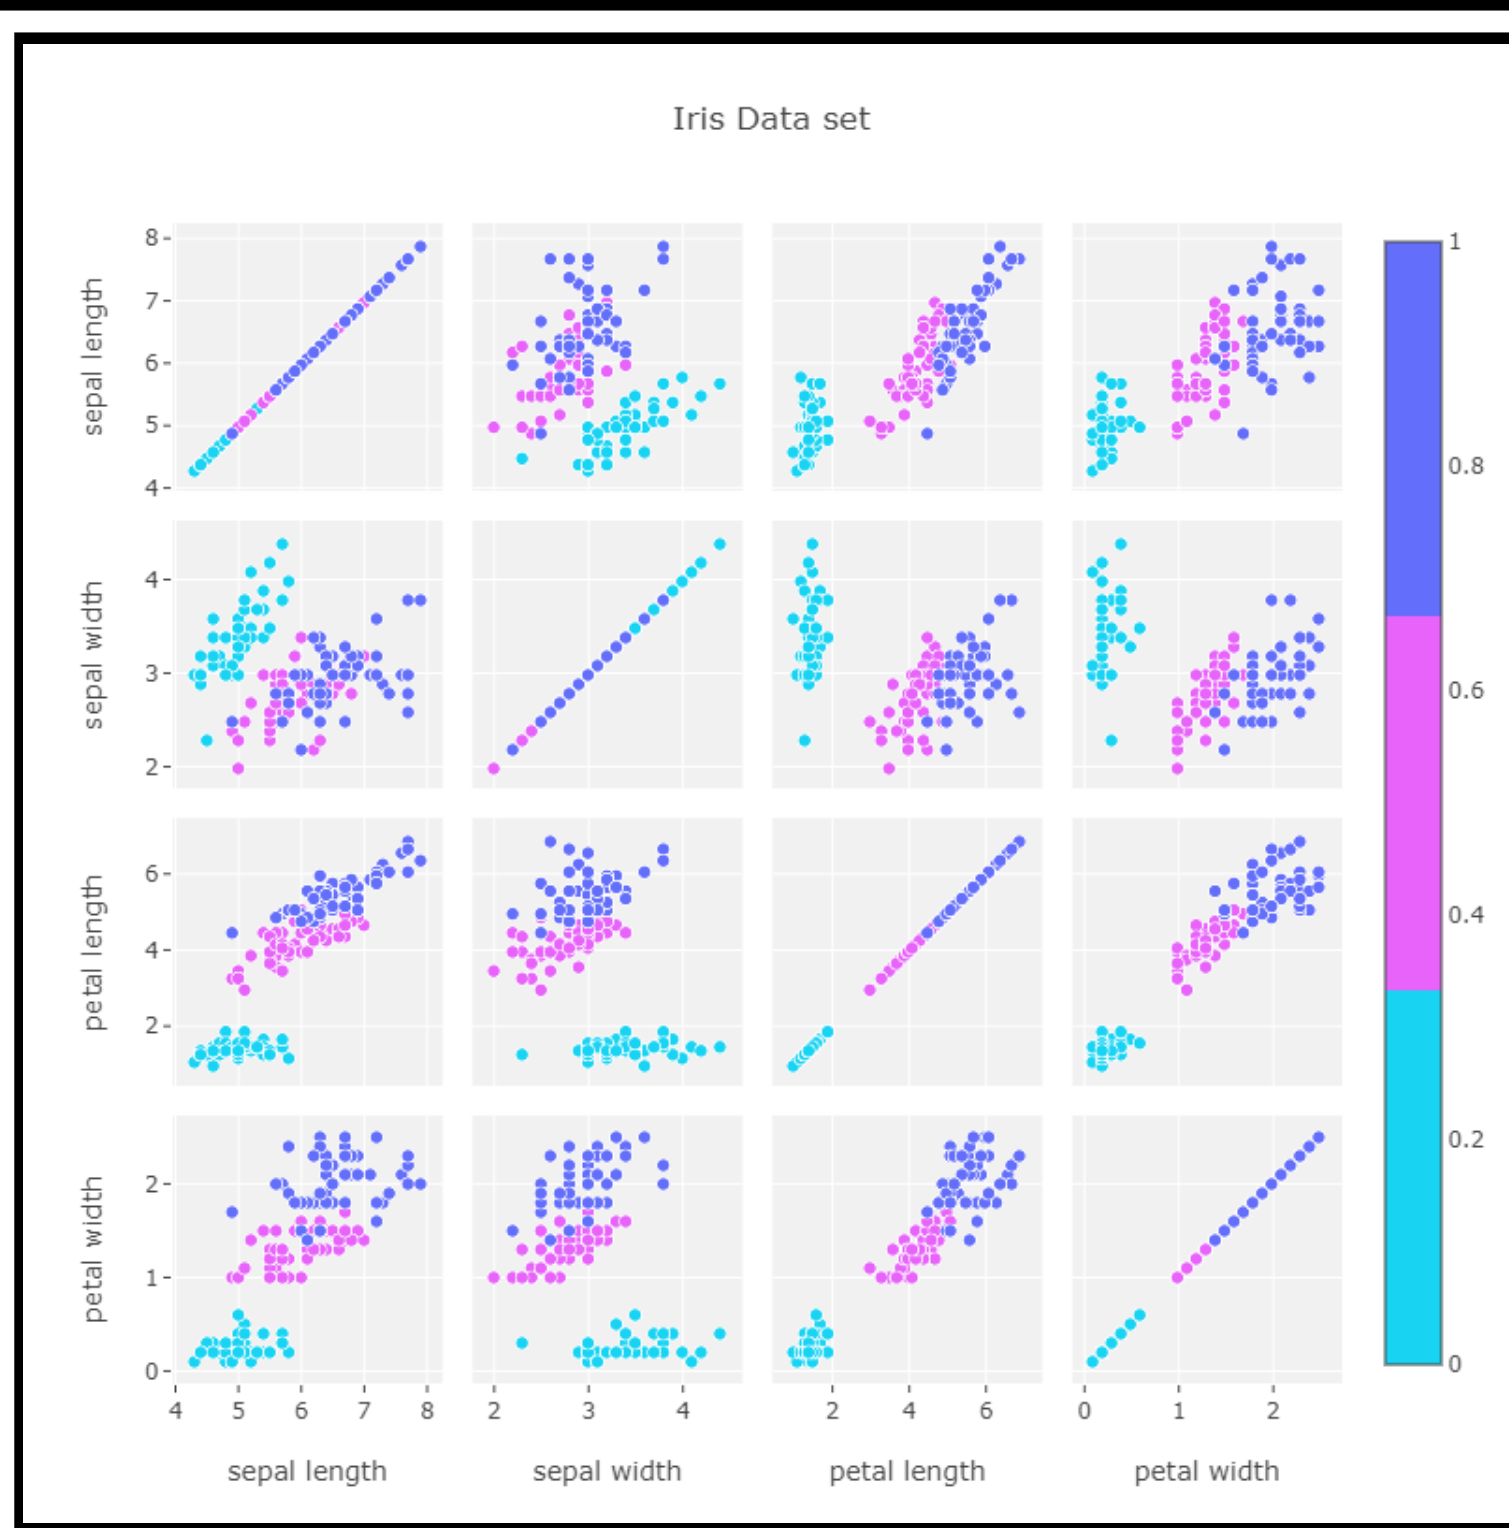 Iris Data set
sepal length
8
7
6
5
4
sepal width
4
3
2
petal length
6
4
2
petal width
2
1
0
4 5 6 7 8
2 3 4
2 4 6
0 1 2
sepal length
sepal width
petal length
petal width
1
0.8
0.6
0.4
0.2
0